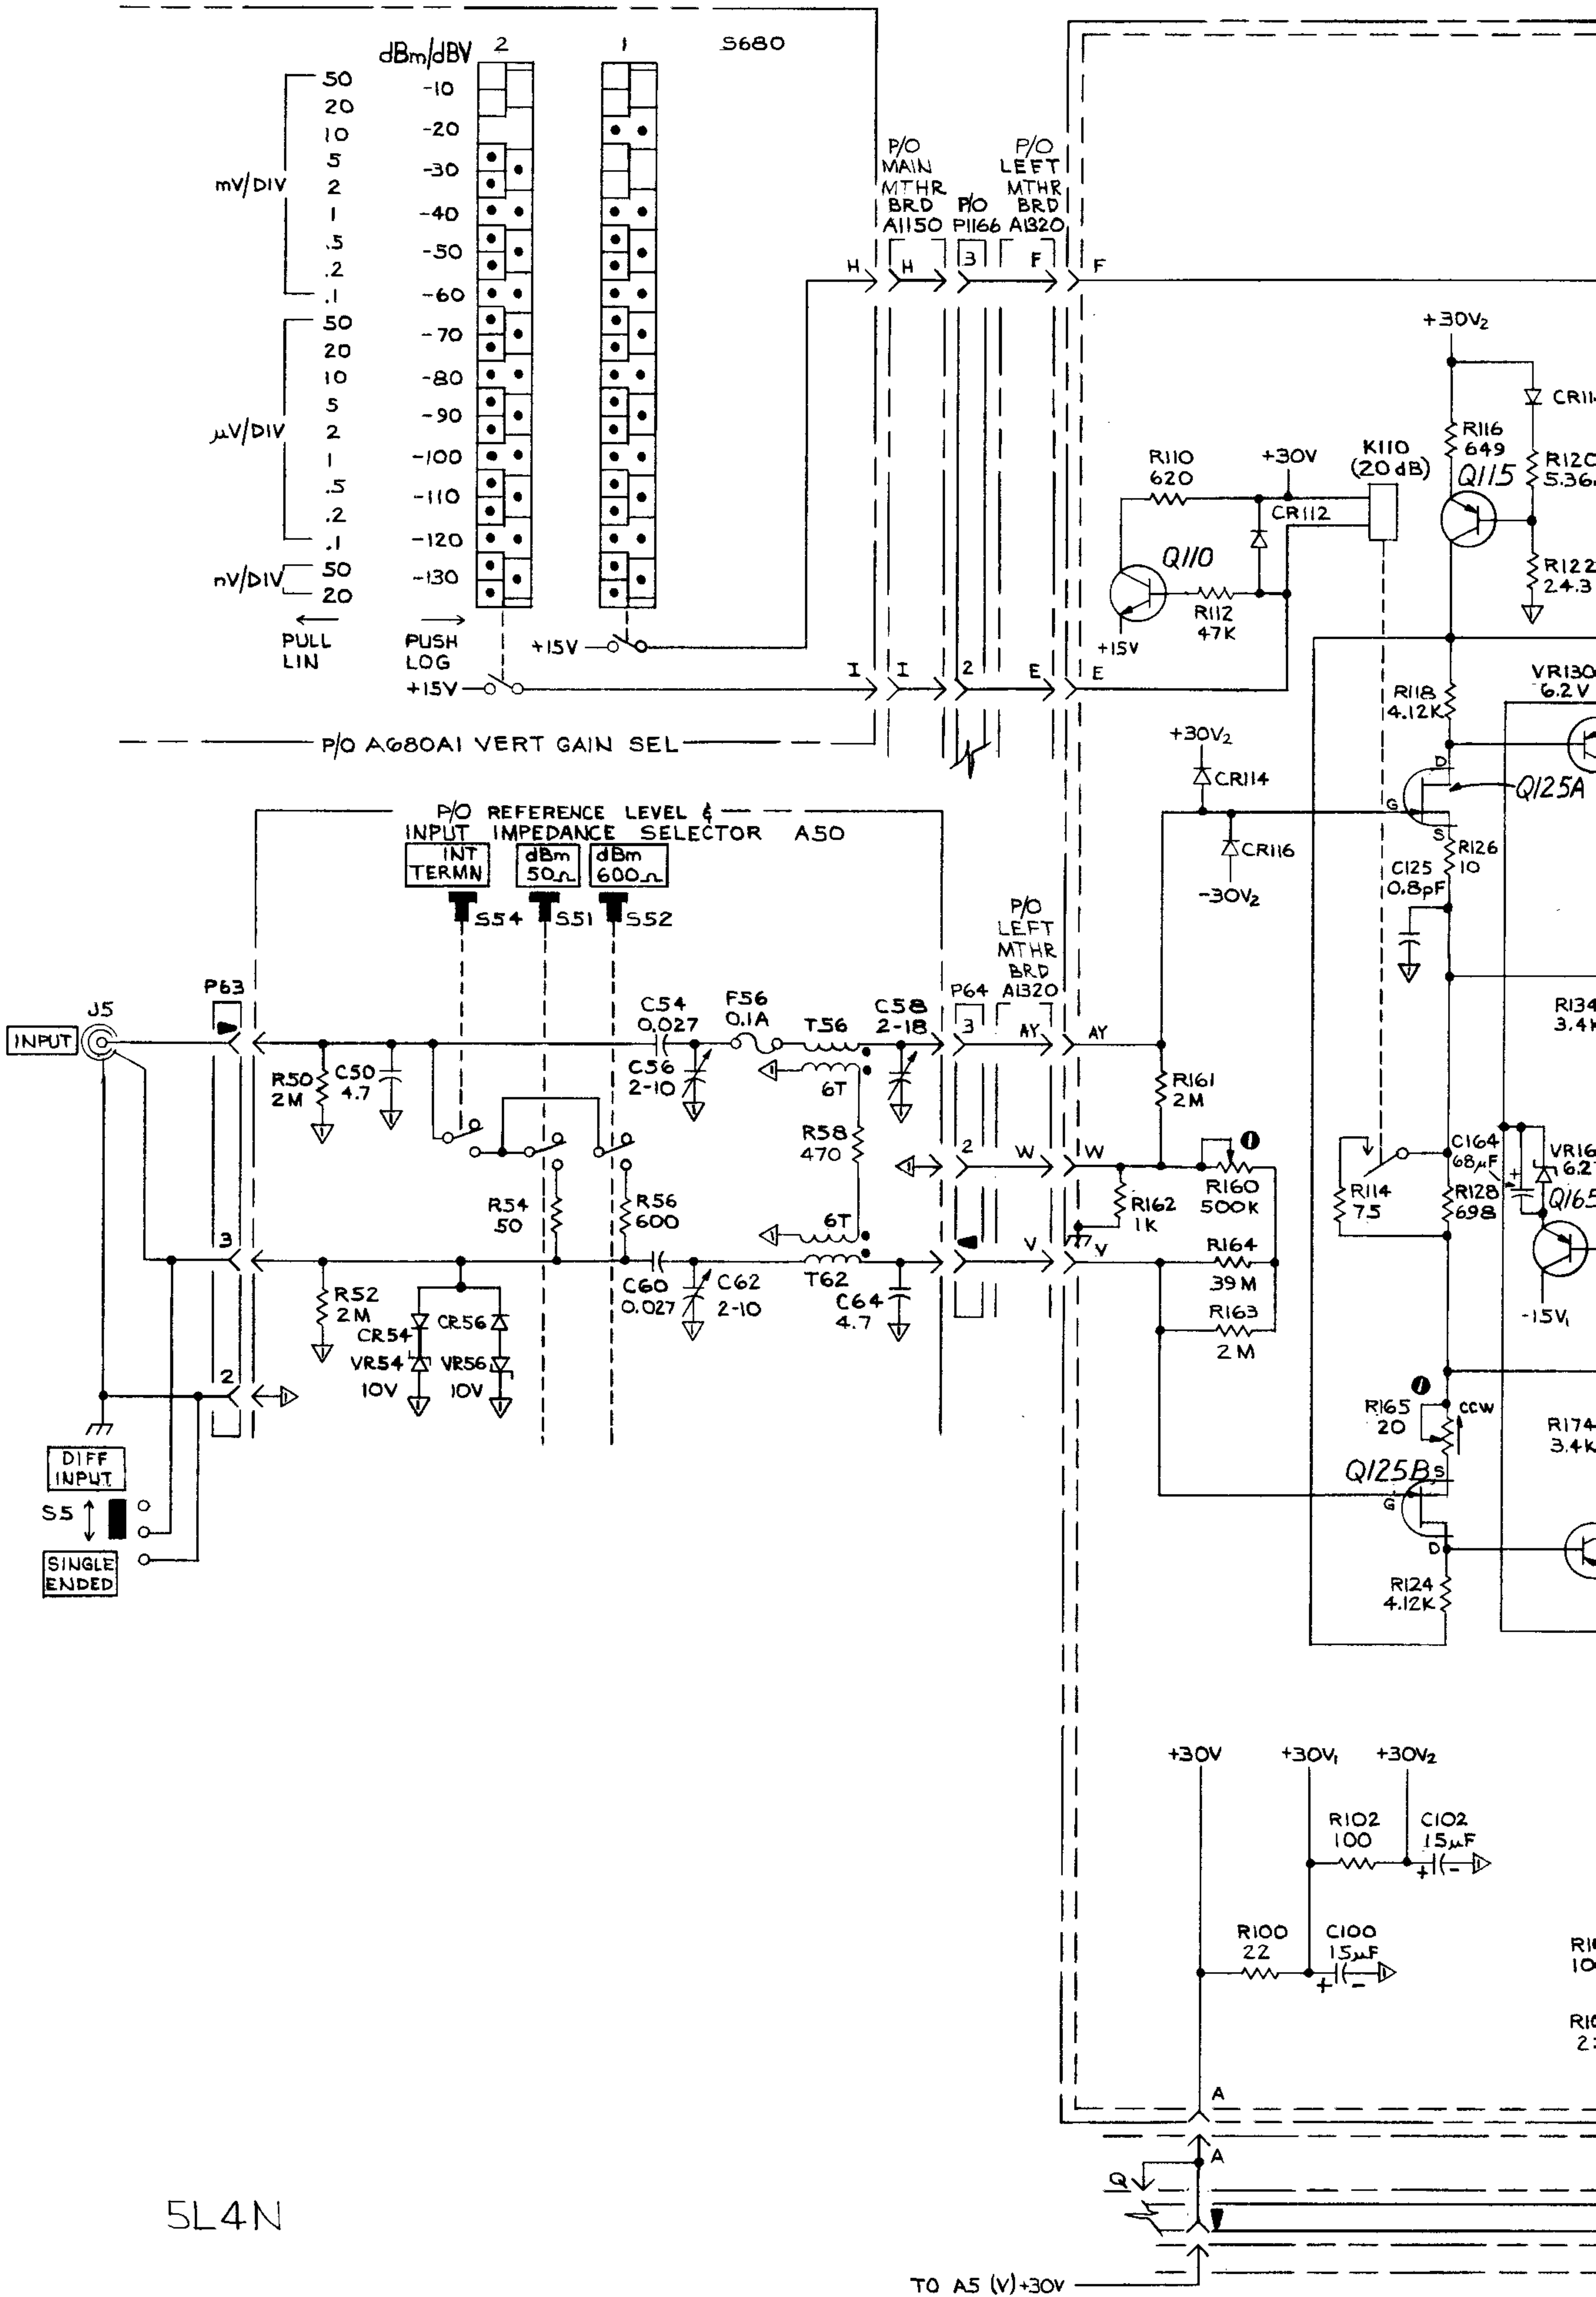 dBm/dBV 2 1 S680
50 -10
20
10 -20
5
mV/DIV 2 -30
1 -40
.5
.2 -50
.1 -60
50
20 -70
10 -80
5
μV/DIV 2 -90
1 -100
.5
.2 -110
.1 -120
nV/DIV 50 -130
20
PULL LIN
PUSH LOG
+15V
+15V
P/O A680A1 VERT GAIN SEL
P/O MAIN MTHR BRD A1150
P/O P1166
P/O LEFT MTHR BRD A1320
H H 3 F F
I I 2 E E
+30V2
CR11
R116 649
R12
5.36
Q115
K110 (20 dB)
R110 620
+30V
CR112
Q110
R112 47K
+15V
R122
24.3
VR130
6.2V
R118 4.12K
+30V2
CR114
CR116
-30V2
D
G
S
Q125A
R126 10
C125 0.8pF
P/O REFERENCE LEVEL &
INPUT IMPEDANCE SELECTOR A50
INT TERMN
dBm 50Ω
dBm 600Ω
S54 S51 S52
P/O LEFT MTHR BRD A1320
P64
P63
J5
INPUT
C54 0.027
F56 0.1A
T56
C58 2-18
3 AY AY
R50 2M
C50 4.7
C56 2-10
6T
R58 470
R161 2M
R134
3.4K
2 W W
R54 50
R56 600
R162 1K
R160 500K
R114 75
C164 68μF
R128 698
VR16
6.2
Q165
-15V1
3
6T
V V
R52 2M
CR54 CR56
VR54 10V
VR56 10V
C60 0.027
C62 2-10
T62
C64 4.7
R164 39M
R163 2M
2
DIFF INPUT
S5
SINGLE ENDED
R165 20
CCW
R174
3.4K
Q125B
S
G
D
R124 4.12K
+30V +30V1 +30V2
R102 100
C102 15μF
+ -
R100 22
C100 15μF
+ -
A
A
Q
5L4N
TO A5 (V)+30V